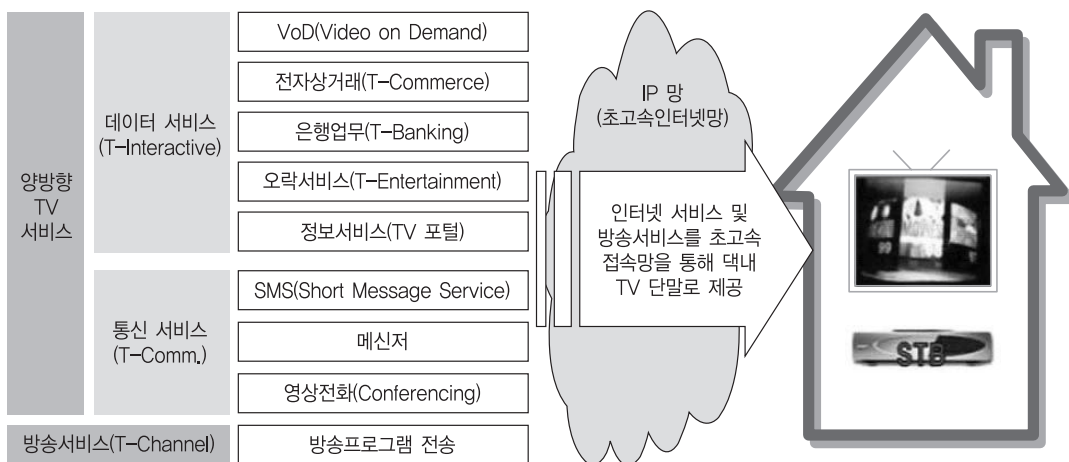 양방향
TV
서비스
데이터 서비스
(T-Interactive)
VoD(Video on Demand)
전자상거래(T-Commerce)
은행업무(T-Banking)
오락서비스(T-Entertainment)
정보서비스(TV 포털)
통신 서비스
(T-Comm.)
SMS(Short Message Service)
메신저
영상전화(Conferencing)
방송서비스(T-Channel)
방송프로그램 전송
IP 망
(초고속인터넷망)
인터넷 서비스 및
방송서비스를 초고속
접속망을 통해 댁내
TV 단말로 제공
STB